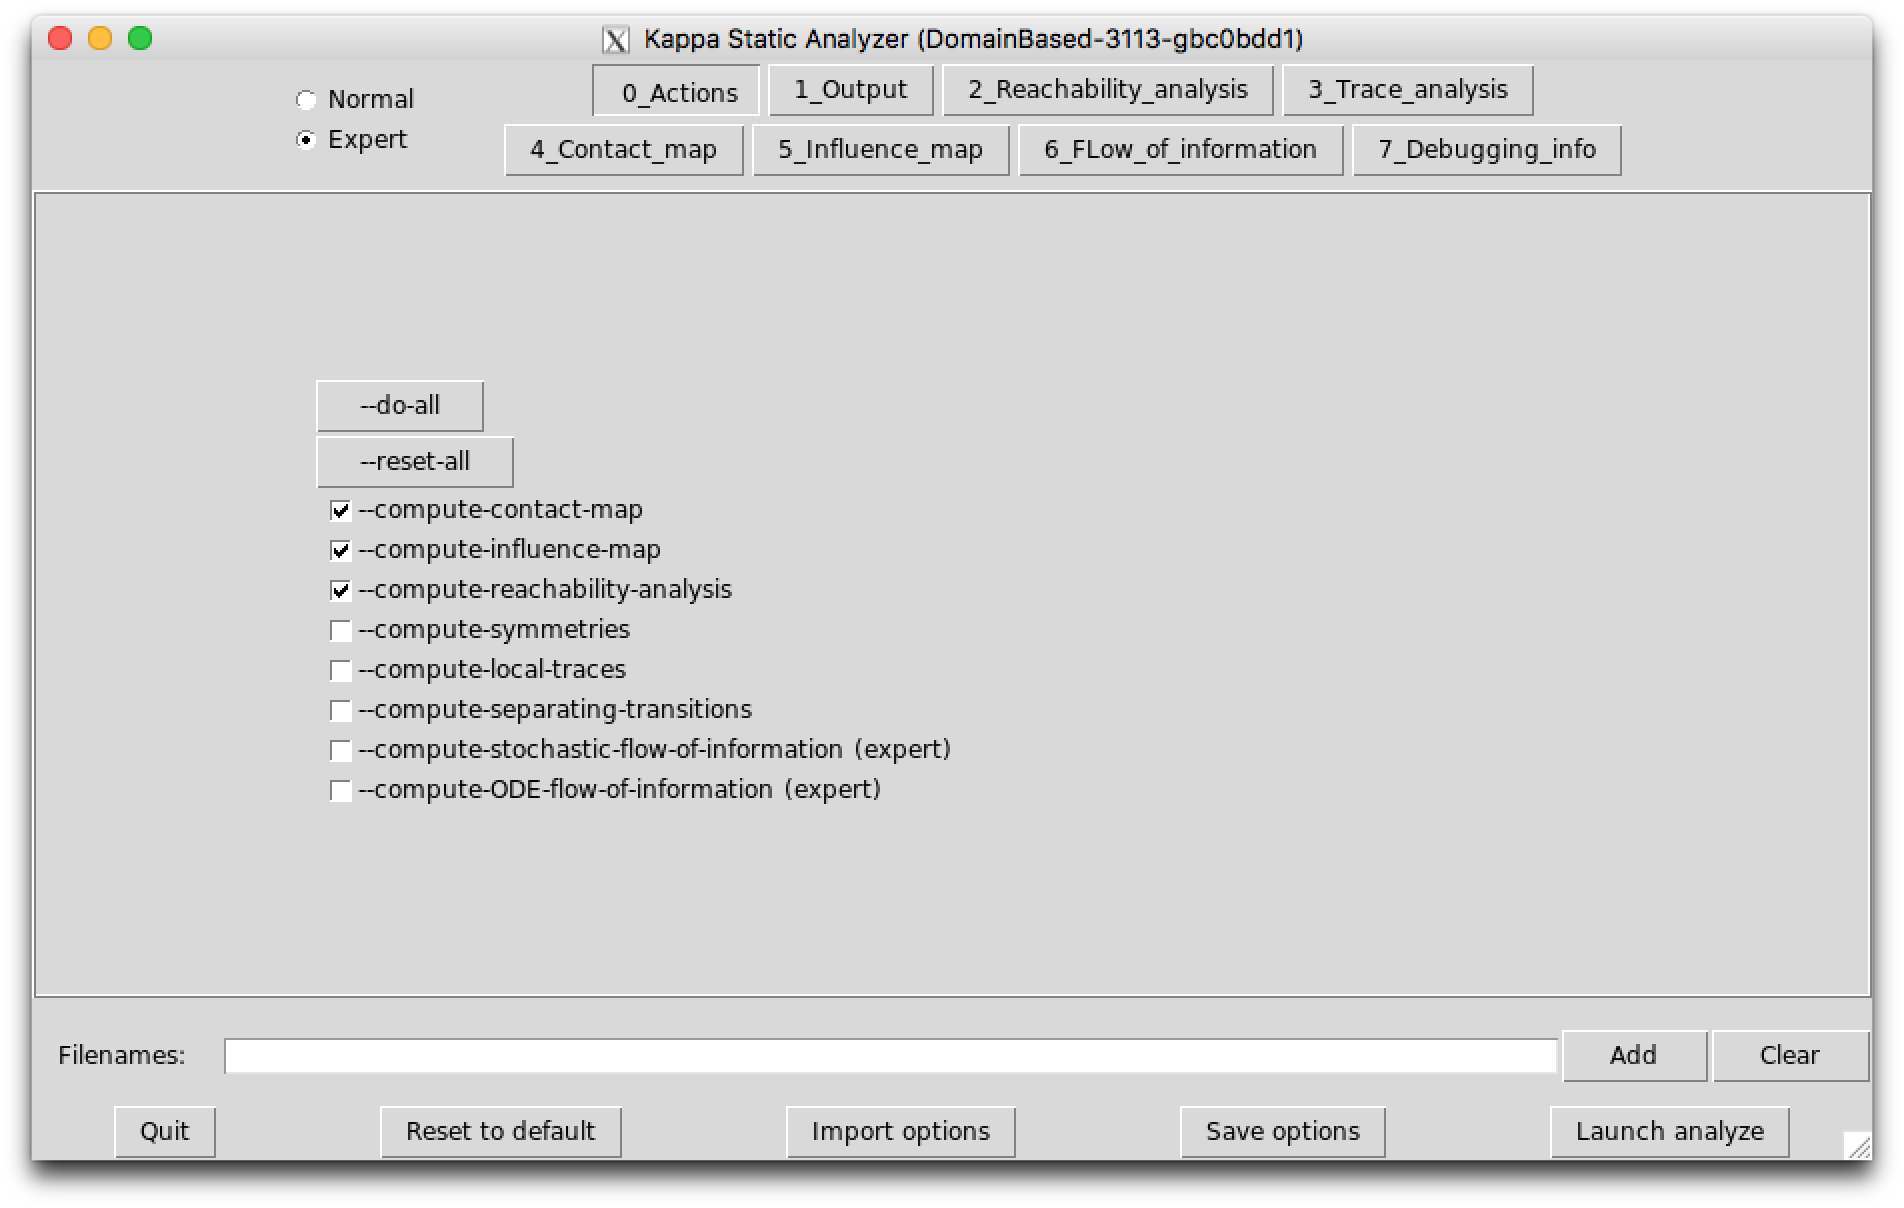 Kappa Static Analyzer (DomainBased-3113-gbc0bdd1)
Normal
Expert
0_Actions 1_Output 2_Reachability_analysis 3_Trace_analysis
4_Contact_map 5_Influence_map 6_FLow_of_information 7_Debugging_info
--do-all
--reset-all
--compute-contact-map
--compute-influence-map
--compute-reachability-analysis
--compute-symmetries
--compute-local-traces
--compute-separating-transitions
--compute-stochastic-flow-of-information (expert)
--compute-ODE-flow-of-information (expert)
Filenames: Add Clear
Quit Reset to default Import options Save options Launch analyze